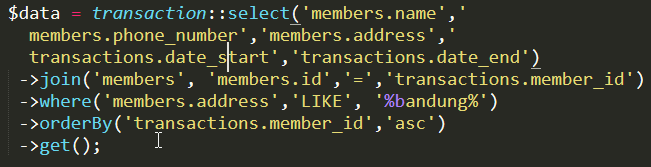 $data = transaction::select('members.name','
members.phone_number','members.address','
transactions.date_start','transactions.date_end')
->join('members', 'members.id','=','transactions.member_id')
->where('members.address','LIKE', '%bandung%')
->orderBy('transactions.member_id','asc')
->get();